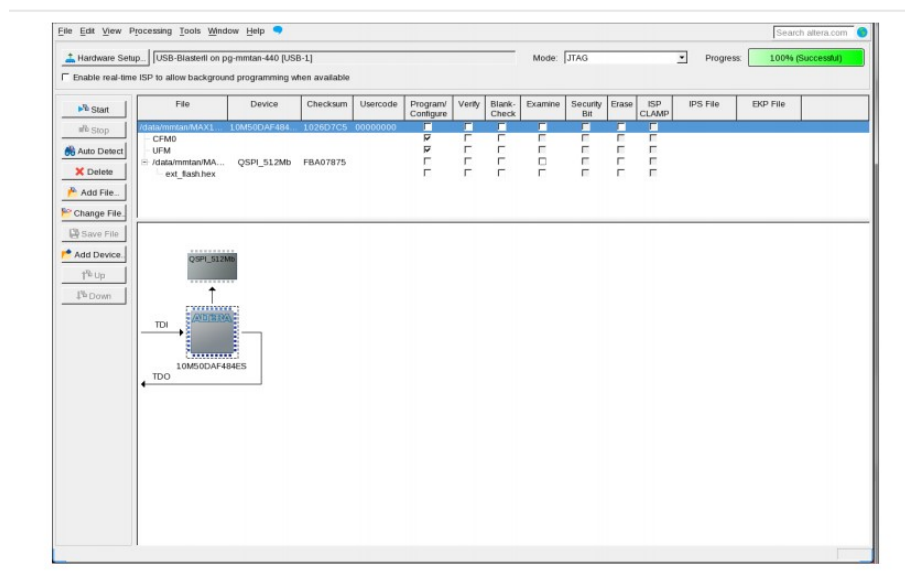 File Edit View Processing Tools Window Help
Search altera.com
Hardware Setup... USB-BlasterII on pg-mmtan-440 [USB-1] Mode: JTAG Progress: 100% (Successful)
Enable real-time ISP to allow background programming when available
File Device Checksum Usercode Program/Configure Verify Blank-Check Examine Security Bit Erase ISP CLAMP IPS File EKP File
Start
Stop
Auto Detect
Delete
Add File...
Change File..
Save File
Add Device..
Up
Down
/data/mmtan/MAX1... 10M50DAF484... 1026D7C5 00000000
CFM0
UFM
/data/mmtan/MA... QSPI_512Mb FBA07875
ext_flash.hex
QSPI_512Mb
TDI
ALTERA
10M50DAF484ES
TDO